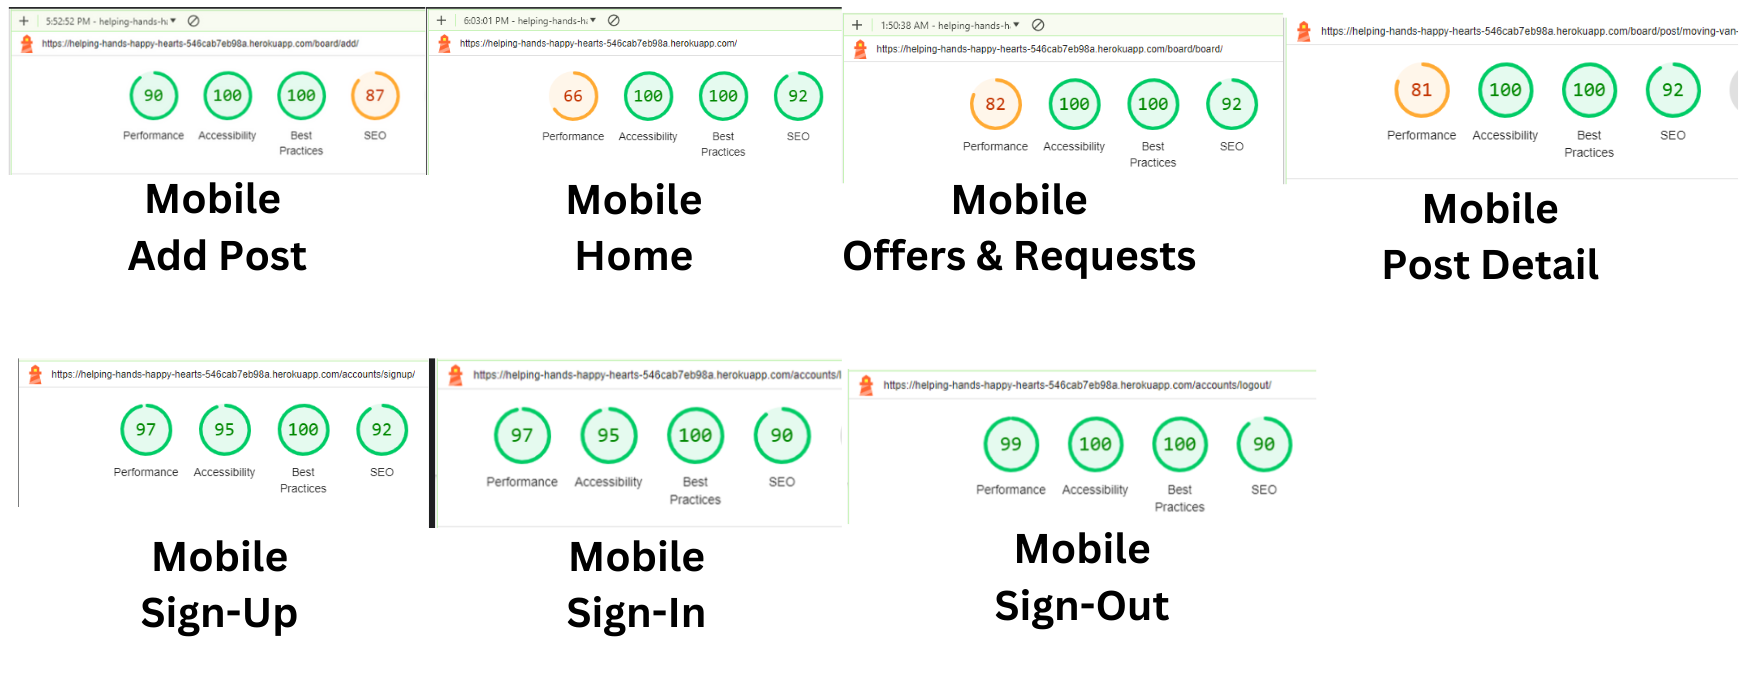 5:52:52 PM - helping-hands-h
https://helping-hands-happy-hearts-546cab7eb98a.herokuapp.com/board/add/
90 100 100 87
Performance Accessibility Best Practices SEO
Mobile
Add Post
6:03:01 PM - helping-hands-h
https://helping-hands-happy-hearts-546cab7eb98a.herokuapp.com/
66 100 100 92
Performance Accessibility Best Practices SEO
Mobile
Home
1:50:38 AM - helping-hands-h
https://helping-hands-happy-hearts-546cab7eb98a.herokuapp.com/board/board/
82 100 100 92
Performance Accessibility Best Practices SEO
Mobile
Offers & Requests
https://helping-hands-happy-hearts-546cab7eb98a.herokuapp.com/board/post/moving-van-
81 100 100 92
Performance Accessibility Best Practices SEO
Mobile
Post Detail
https://helping-hands-happy-hearts-546cab7eb98a.herokuapp.com/accounts/signup/
97 95 100 92
Performance Accessibility Best Practices SEO
Mobile
Sign-Up
https://helping-hands-happy-hearts-546cab7eb98a.herokuapp.com/accounts/l
97 95 100 90
Performance Accessibility Best Practices SEO
Mobile
Sign-In
https://helping-hands-happy-hearts-546cab7eb98a.herokuapp.com/accounts/logout/
99 100 100 90
Performance Accessibility Best Practices SEO
Mobile
Sign-Out